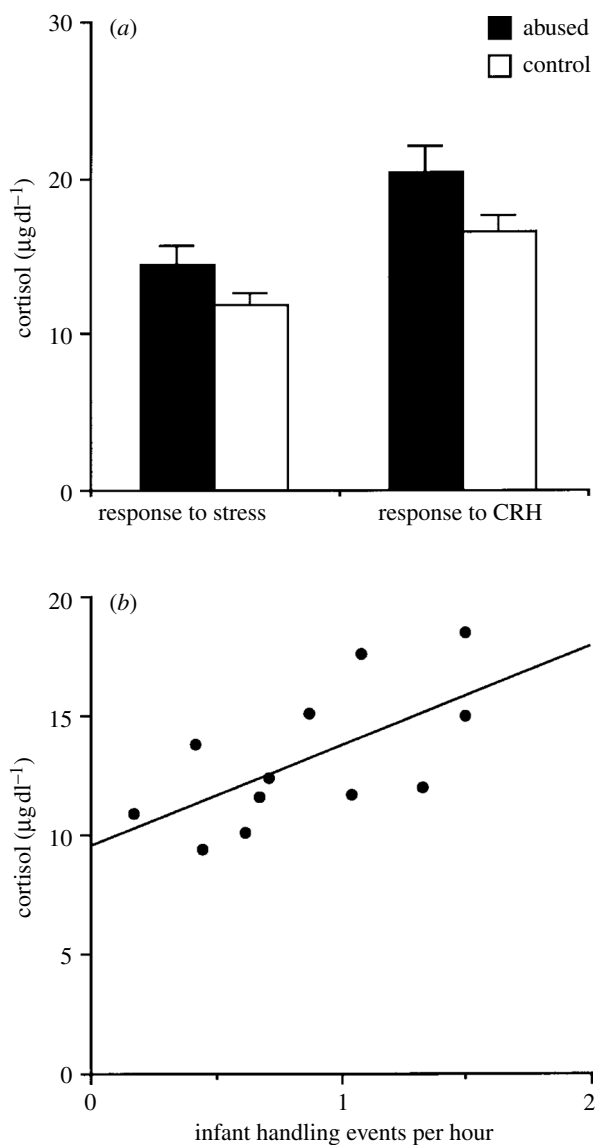 30
(a)
abused
control
20
cortisol (µg dl⁻¹)
10
0
response to stress response to CRH
20
(b)
15
cortisol (µg dl⁻¹)
10
5
0
0 1 2
infant handling events per hour